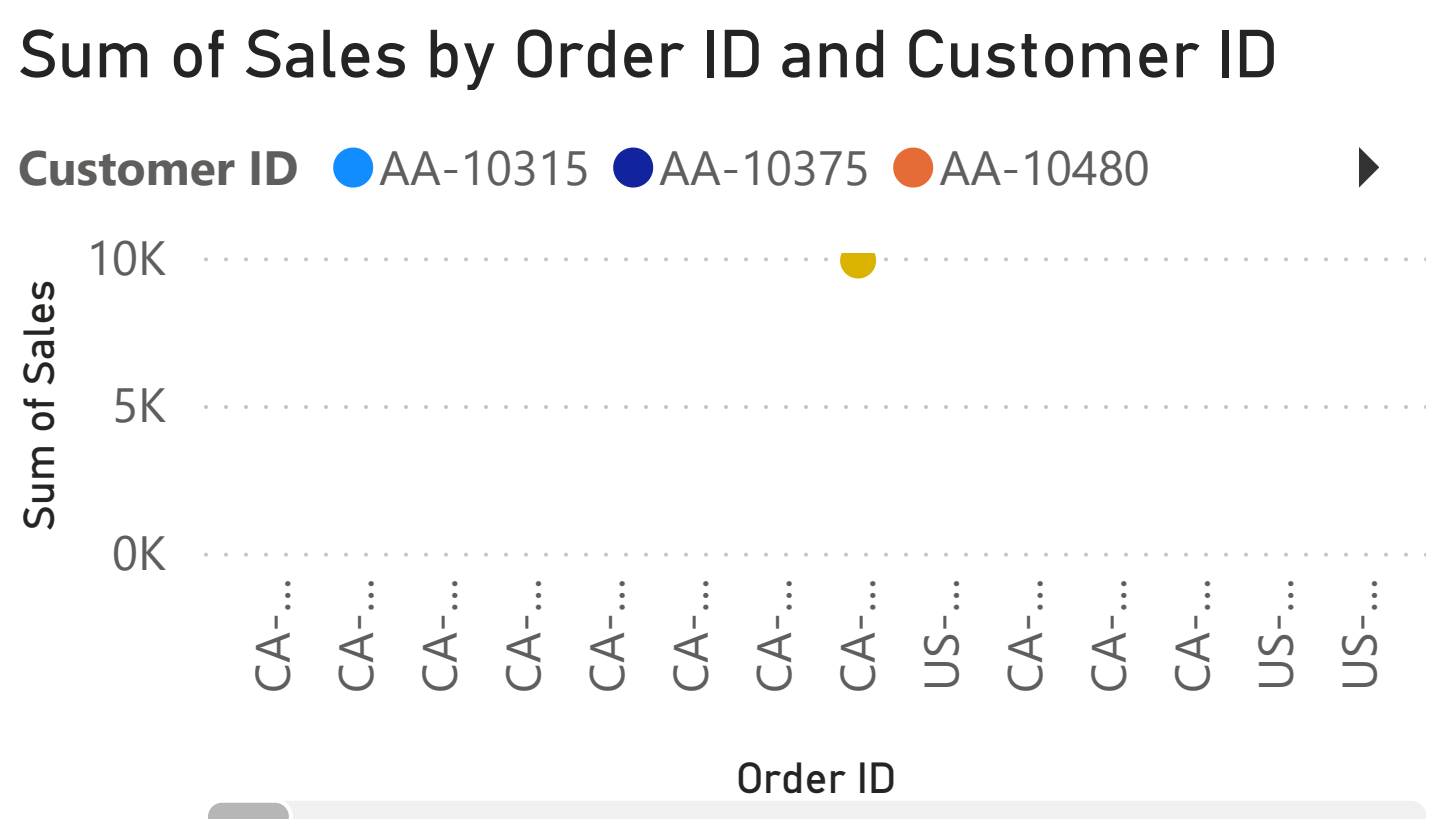 Sum of Sales by Order ID and Customer ID
Customer ID AA-10315 AA-10375 AA-10480
10K
5K
0K
Sum of Sales
CA-... CA-... CA-... CA-... CA-... CA-... CA-... CA-... US-... CA-... CA-... CA-... US-... US-...
Order ID